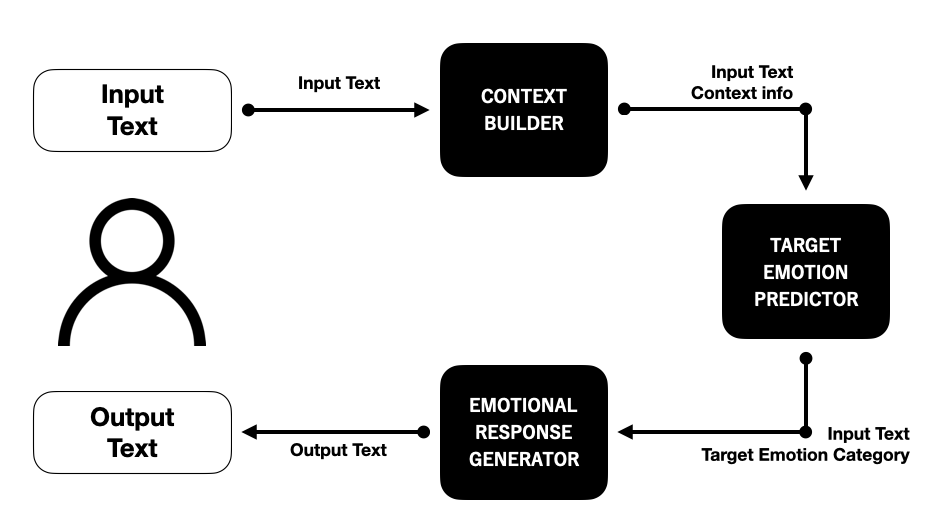 Input
Text
Input Text
CONTEXT
BUILDER
Input Text
Context info
TARGET
EMOTION
PREDICTOR
Input Text
Target Emotion Category
EMOTIONAL
RESPONSE
GENERATOR
Output Text
Output
Text